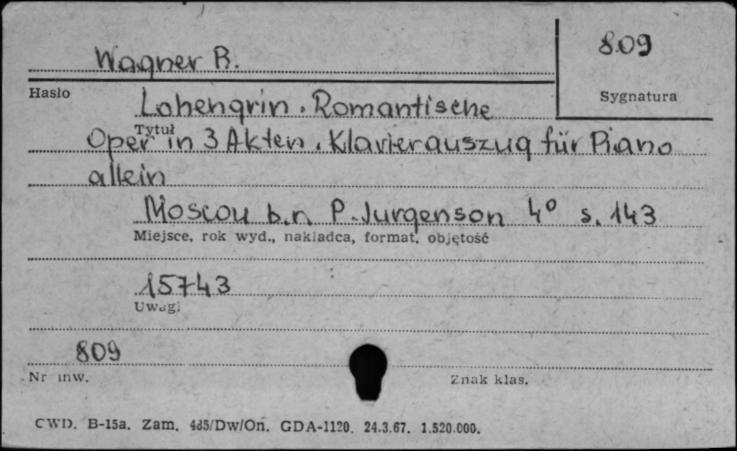 Wagner R.
809
Hasło
Sygnatura
Lohengrin. Romantische
Tytuł
Oper in 3 Akten. Klavierauszug für Piano
allein
Moscou b.r. P. Jurgenson 4° s. 143
Miejsce, rok wyd., nakładca, format, objętość
15743
Uwagi
809
Nr inw.
Znak klas.
CWD. B-15a. Zam. 485/Dw/On. GDA-1120. 24.3.67. 1.520.000.